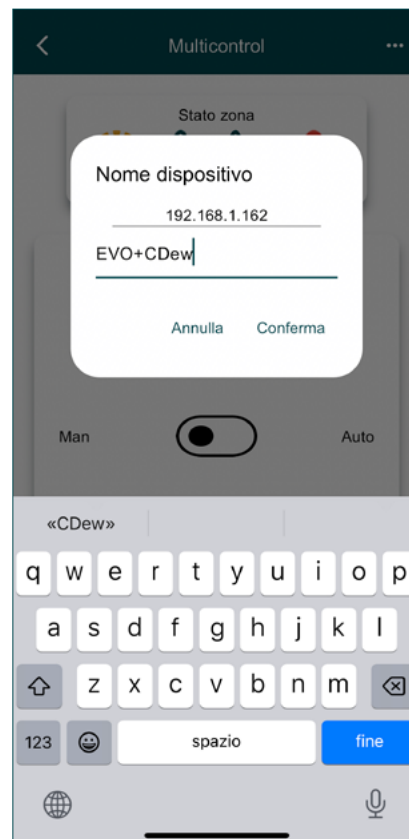 Multicontrol
Stato zona
Nome dispositivo
192.168.1.162
EVO+CDew
Annulla Conferma
Man Auto
«CDew»
q w e r t y u i o p
a s d f g h j k l
z x c v b n m
123 spazio fine